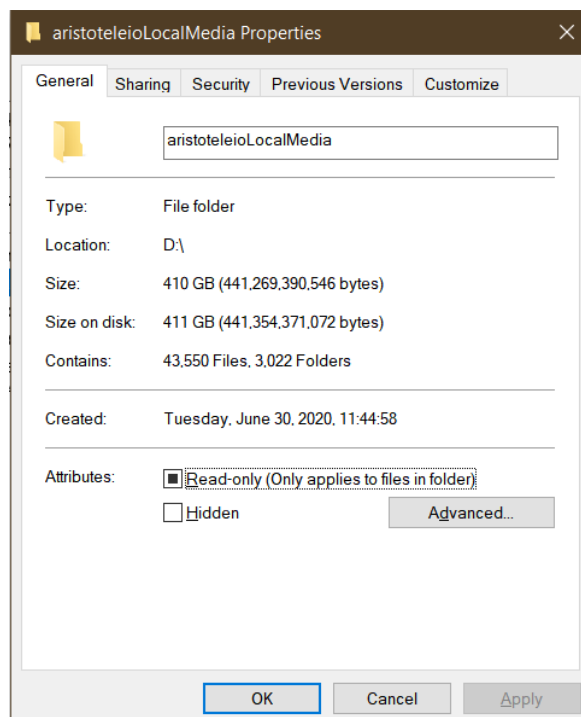 aristoteleioLocalMedia Properties
General Sharing Security Previous Versions Customize
aristoteleioLocalMedia
Type: File folder
Location: D:\
Size: 410 GB (441,269,390,546 bytes)
Size on disk: 411 GB (441,354,371,072 bytes)
Contains: 43,550 Files, 3,022 Folders
Created: Tuesday, June 30, 2020, 11:44:58
Attributes: Read-only (Only applies to files in folder)
Hidden Advanced...
OK Cancel Apply